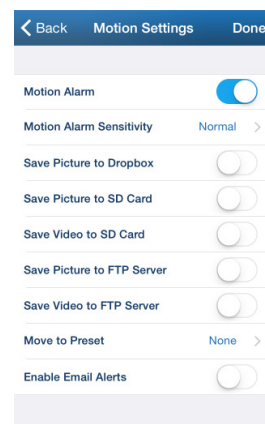 Back Motion Settings Done
Motion Alarm
Motion Alarm Sensitivity Normal
Save Picture to Dropbox
Save Picture to SD Card
Save Video to SD Card
Save Picture to FTP Server
Save Video to FTP Server
Move to Preset None
Enable Email Alerts